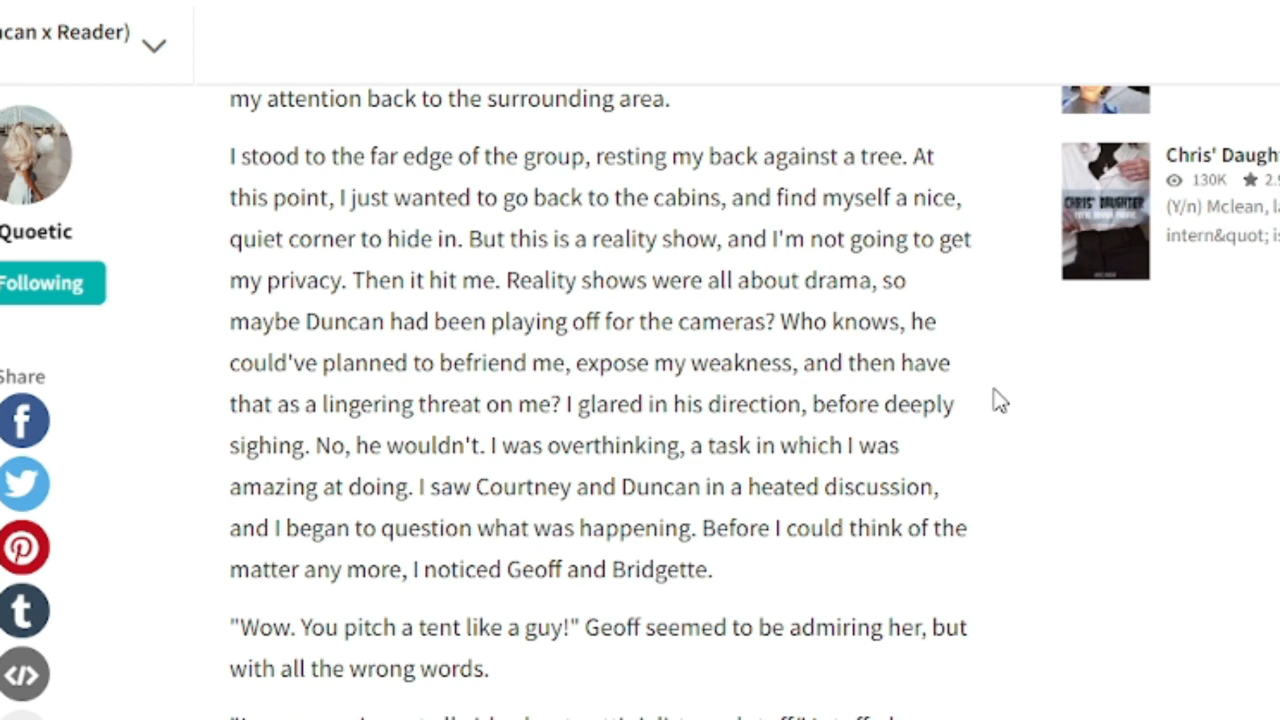 x Reader)
my attention back to the surrounding area.
I stood to the far edge of the group, resting my back against a tree. At
this point, I just wanted to go back to the cabins, and find myself a nice,
quiet corner to hide in. But this is a reality show, and I'm not going to get
my privacy. Then it hit me. Reality shows were all about drama, so
maybe Duncan had been playing off for the cameras? Who knows, he
could've planned to befriend me, expose my weakness, and then have
that as a lingering threat on me? I glared in his direction, before deeply
sighing. No, he wouldn't. I was overthinking, a task in which I was
amazing at doing. I saw Courtney and Duncan in a heated discussion,
and I began to question what was happening. Before I could think of the
matter any more, I noticed Geoff and Bridgette.
"Wow. You pitch a tent like a guy!" Geoff seemed to be admiring her, but
with all the wrong words.
Quoetic
Following
Share
f
t
</>
CHRIS' DAUGHTER
Chris' Daugh
130K 2.9
(Y/n) Mclean, la
intern&quot; is